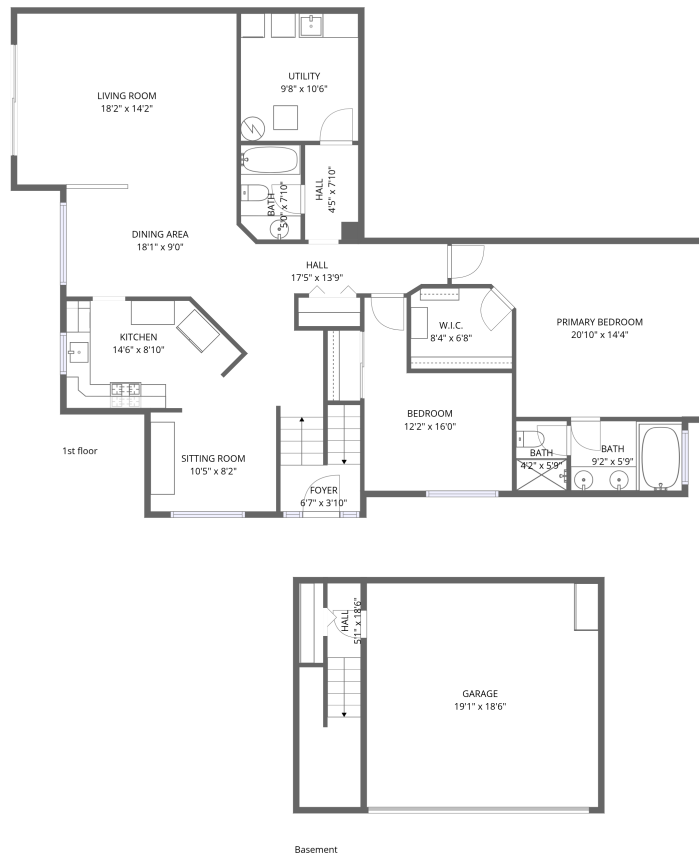 LIVING ROOM
18'2" x 14'2"
UTILITY
9'8" x 10'6"
BATH
5'0" x 7'10"
HALL
4'5" x 7'10"
DINING AREA
18'1" x 9'0"
HALL
17'5" x 13'9"
KITCHEN
14'6" x 8'10"
W.I.C.
8'4" x 6'8"
PRIMARY BEDROOM
20'10" x 14'4"
BEDROOM
12'2" x 16'0"
1st floor
SITTING ROOM
10'5" x 8'2"
BATH
4'2" x 5'9"
BATH
9'2" x 5'9"
FOYER
6'7" x 3'10"
HALL
5'1" x 18'6"
GARAGE
19'1" x 18'6"
Basement